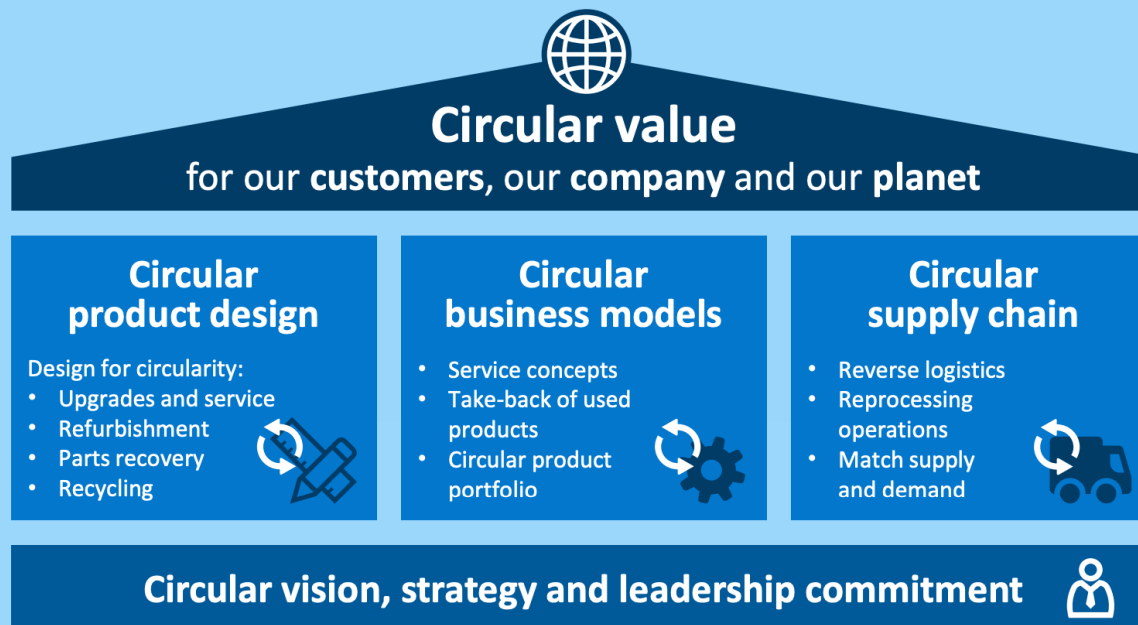 Circular value
for our customers, our company and our planet
Circular
product design
Design for circularity:
• Upgrades and service
• Refurbishment
• Parts recovery
• Recycling
Circular
business models
• Service concepts
• Take-back of used
products
• Circular product
portfolio
Circular
supply chain
• Reverse logistics
• Reprocessing
operations
• Match supply
and demand
Circular vision, strategy and leadership commitment